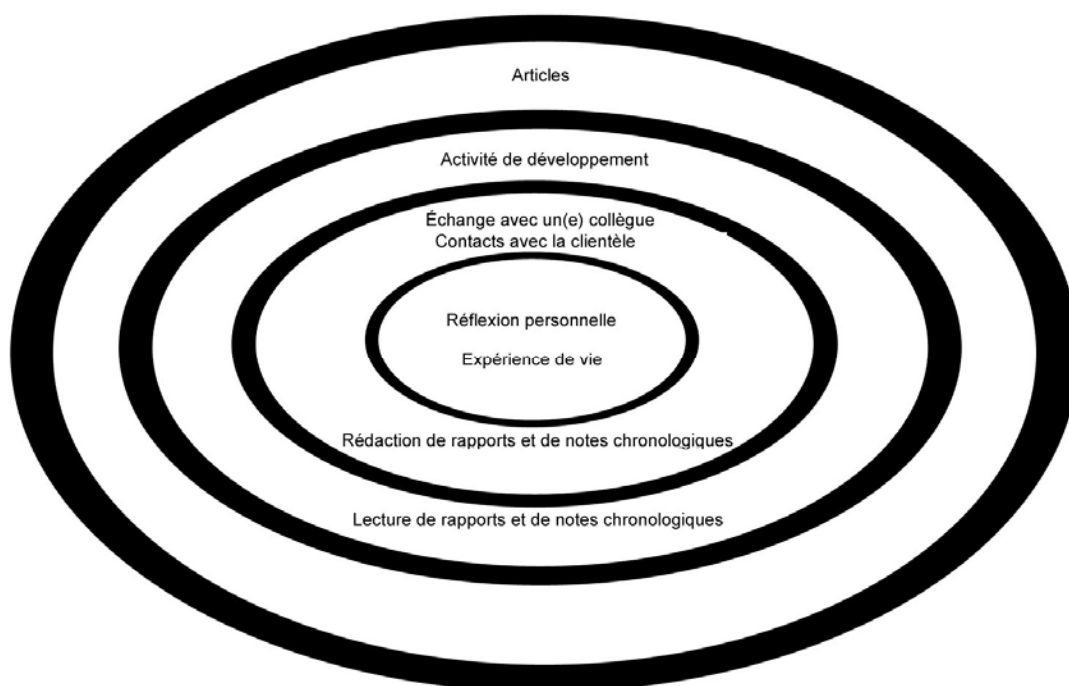 Articles
Activité de développement
Échange avec un(e) collègue
Contacts avec la clientèle
Réflexion personnelle
Expérience de vie
Rédaction de rapports et de notes chronologiques
Lecture de rapports et de notes chronologiques